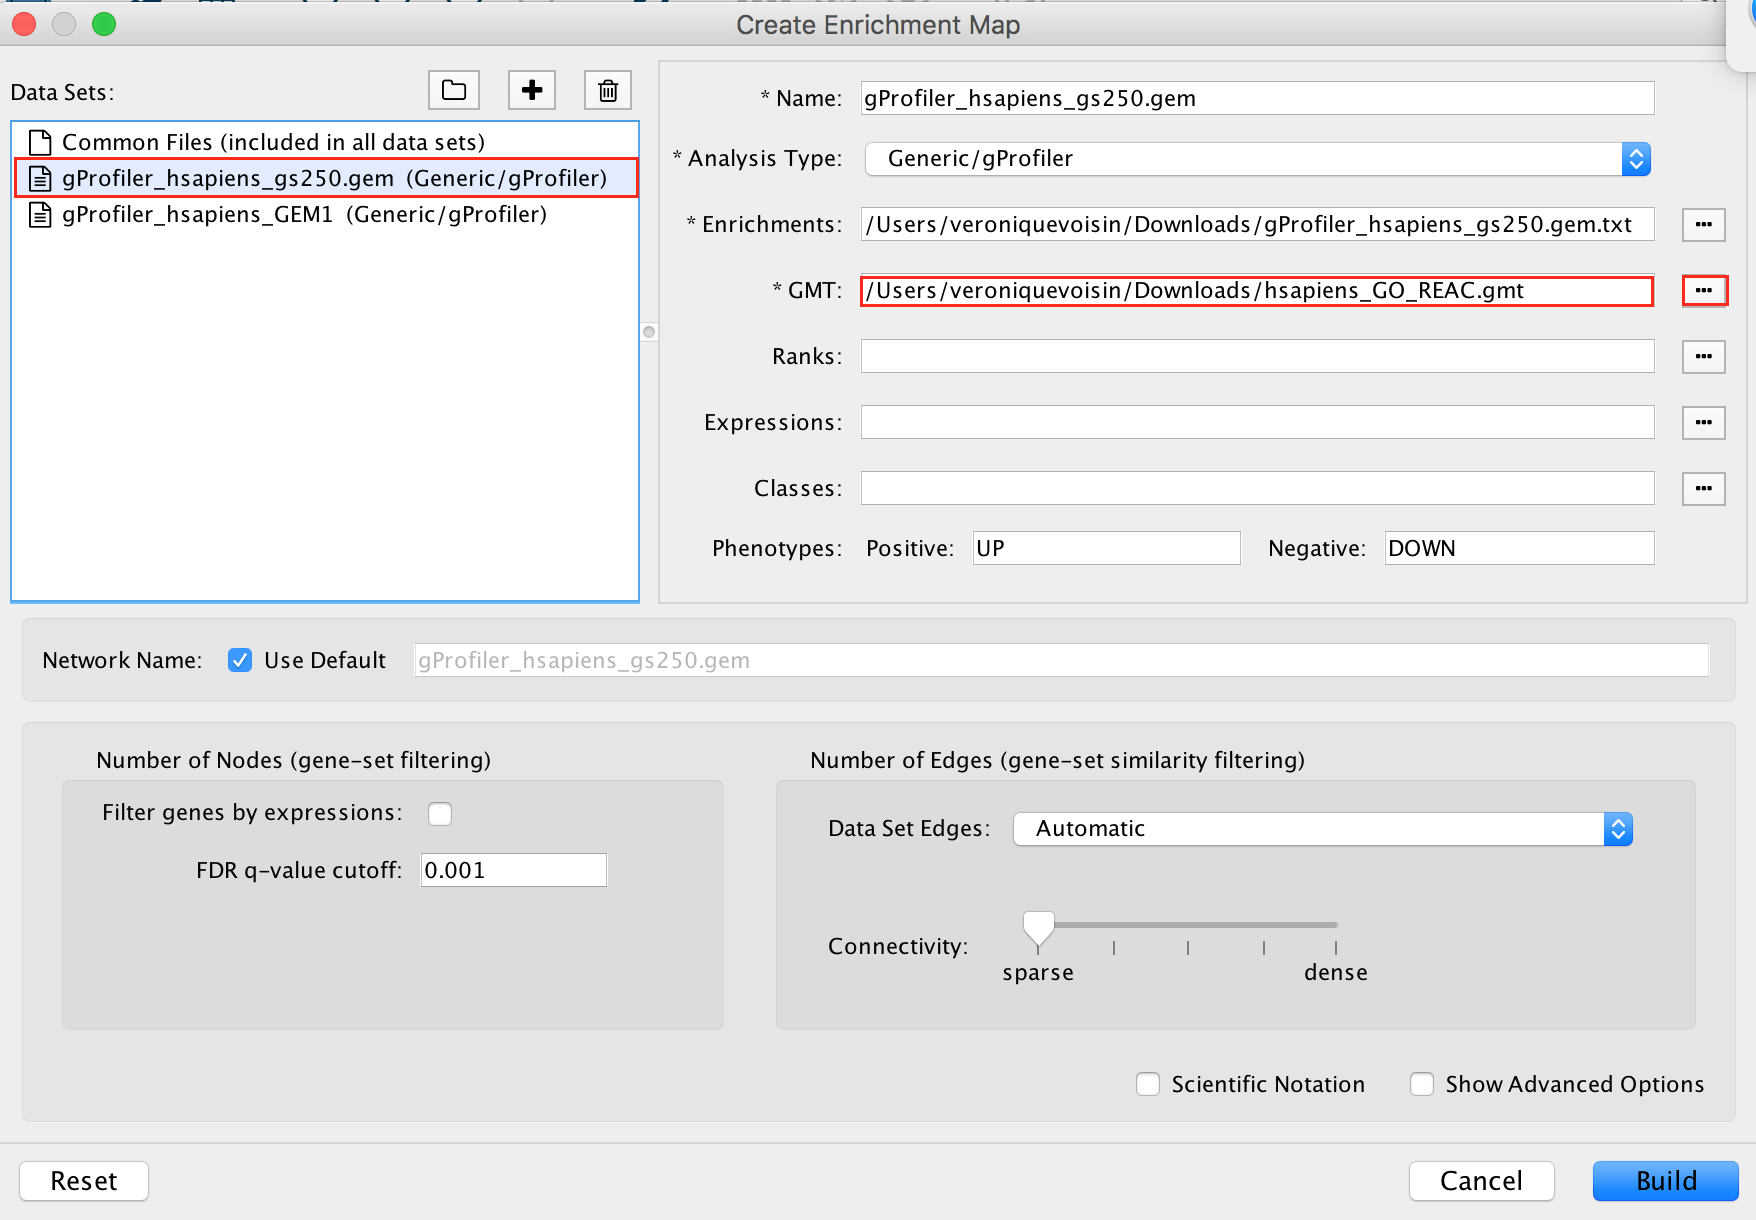 Create Enrichment Map
Data Sets:
Common Files (included in all data sets)
gProfiler_hsapiens_gs250.gem (Generic/gProfiler)
gProfiler_hsapiens_GEM1 (Generic/gProfiler)
* Name: gProfiler_hsapiens_gs250.gem
* Analysis Type: Generic/gProfiler
* Enrichments: /Users/veroniquevoisin/Downloads/gProfiler_hsapiens_gs250.gem.txt ...
* GMT: /Users/veroniquevoisin/Downloads/hsapiens_GO_REAC.gmt ...
Ranks: ...
Expressions: ...
Classes: ...
Phenotypes: Positive: UP Negative: DOWN
Network Name: Use Default gProfiler_hsapiens_gs250.gem
Number of Nodes (gene-set filtering)
Filter genes by expressions:
FDR q-value cutoff: 0.001
Number of Edges (gene-set similarity filtering)
Data Set Edges: Automatic
Connectivity:
sparse dense
Scientific Notation Show Advanced Options
Reset Cancel Build